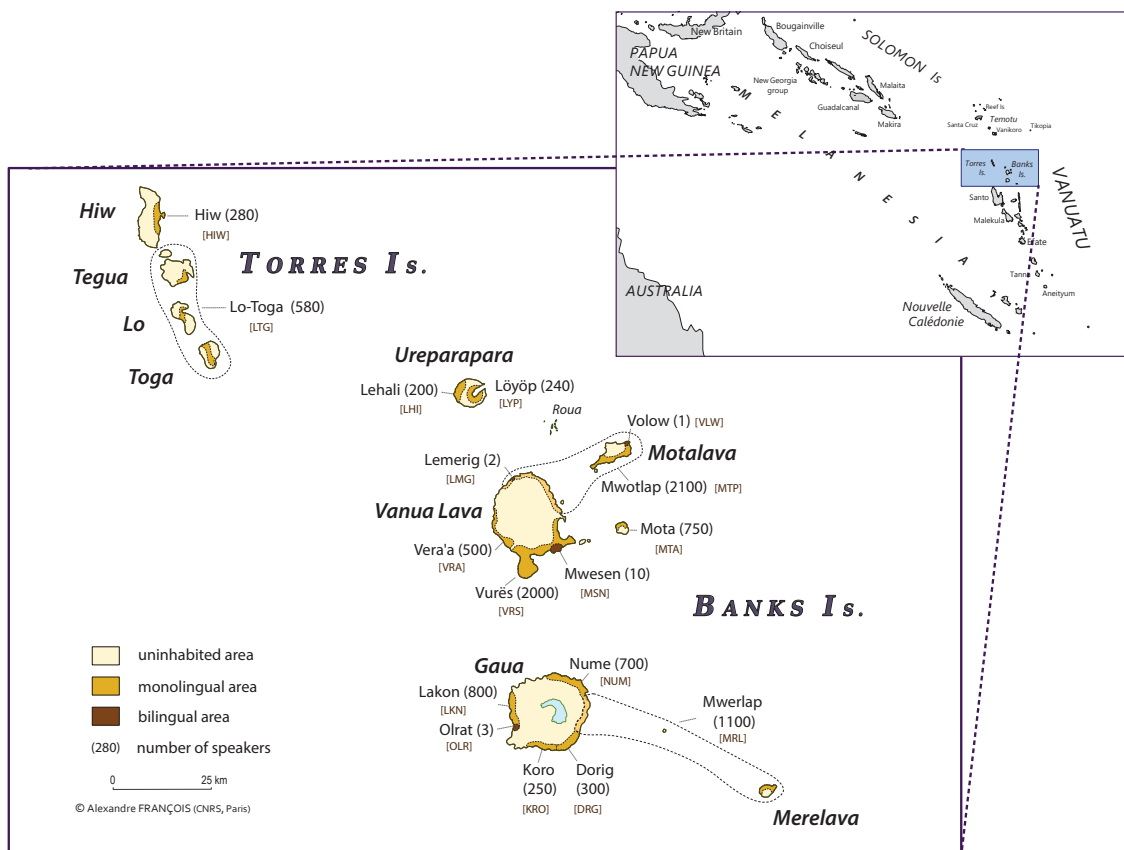 New Britain
Bougainville
Choiseul
SOLOMON Is
PAPUA
NEW GUINEA
New Georgia
group
Malaita
Guadalcanal
Makira
MELANESIA
Reef Is
Temotu
Santa Cruz
Vanikoro
Tikopia
Torres
Is.
Banks
Is.
VANUATU
Santo
Malekula
Efate
Tanna
Aneityum
AUSTRALIA
Nouvelle
Calédonie
Hiw
Hiw (280)
[HIW]
TORRES Is.
Tegua
Lo-Toga (580)
[LTG]
Lo
Toga
Ureparapara
Lehali (200)
[LHI]
Löyöp (240)
[LYP]
Roua
Volow (1) [VLW]
Motalava
Lemerig (2)
[LMG]
Mwotlap (2100) [MTP]
Vanua Lava
Mota (750)
[MTA]
Vera'a (500)
[VRA]
Mwesen (10)
[MSN]
Vurës (2000)
[VRS]
BANKS Is.
uninhabited area
monolingual area
bilingual area
(280) number of speakers
0 25 km
© Alexandre FRANÇOIS (CNRS, Paris)
Gaua
Nume (700)
[NUM]
Lakon (800)
[LKN]
Olrat (3)
[OLR]
Mwerlap
(1100)
[MRL]
Koro
(250)
[KRO]
Dorig
(300)
[DRG]
Merelava